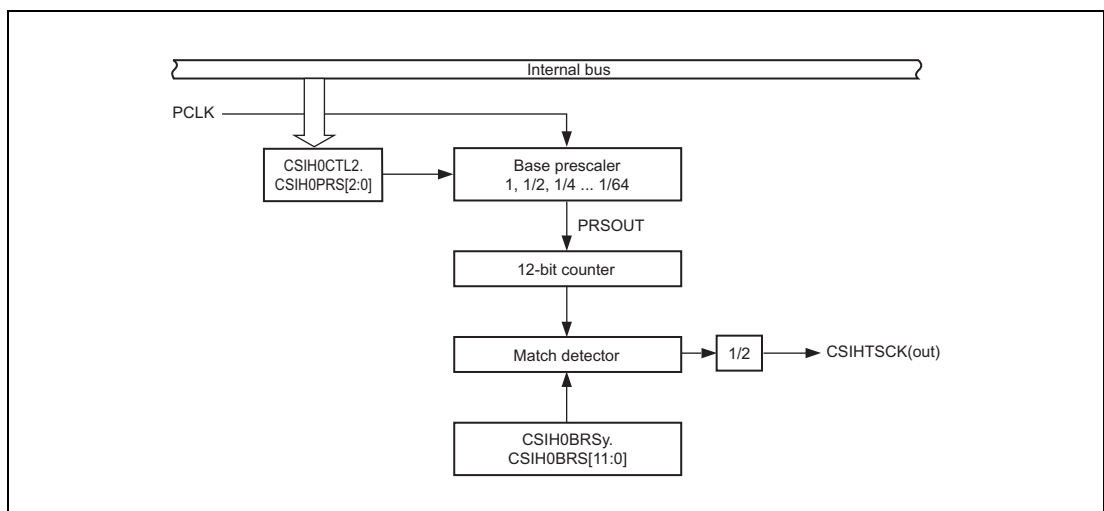 Internal bus
PCLK
CSIH0CTL2.
CSIH0PRS[2:0]
Base prescaler
1, 1/2, 1/4 ... 1/64
PRSOUT
12-bit counter
Match detector
1/2
CSIHTSCK(out)
CSIH0BRSy.
CSIH0BRS[11:0]